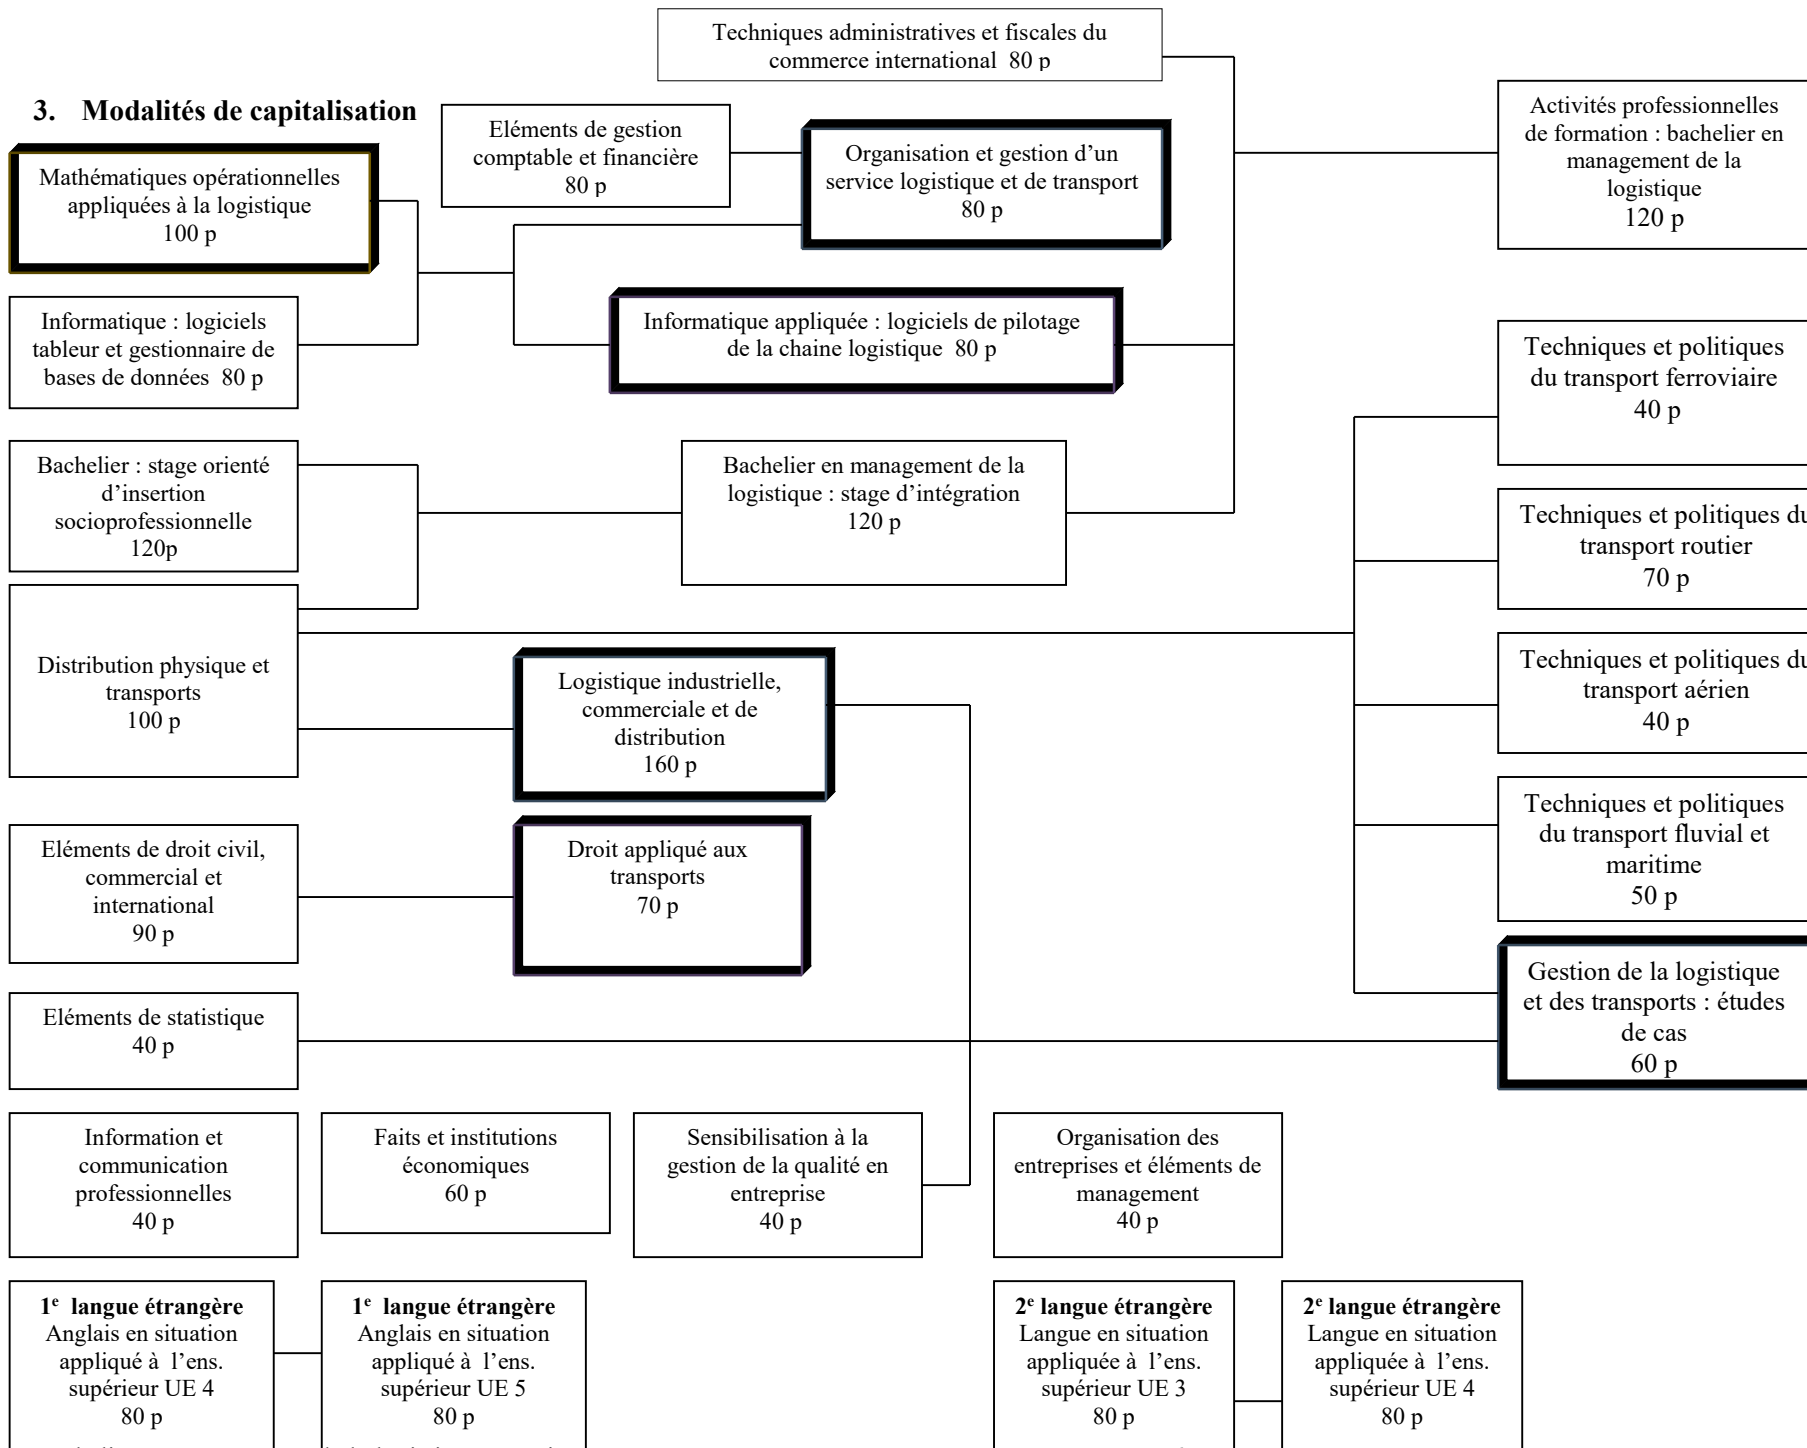 Techniques administratives et fiscales du
commerce international 80 p
3. Modalités de capitalisation
Eléments de gestion
comptable et financière
80 p
Organisation et gestion d’un
service logistique et de transport
80 p
Activités professionnelles
de formation : bachelier en
management de la
logistique
120 p
Mathématiques opérationnelles
appliquées à la logistique
100 p
Informatique : logiciels
tableur et gestionnaire de
bases de données 80 p
Informatique appliquée : logiciels de pilotage
de la chaine logistique 80 p
Techniques et politiques
du transport ferroviaire
40 p
Bachelier : stage orienté
d’insertion
socioprofessionnelle
120p
Bachelier en management de la
logistique : stage d’intégration
120 p
Techniques et politiques du
transport routier
70 p
Distribution physique et
transports
100 p
Logistique industrielle,
commerciale et de
distribution
160 p
Techniques et politiques du
transport aérien
40 p
Techniques et politiques
du transport fluvial et
maritime
50 p
Eléments de droit civil,
commercial et
international
90 p
Droit appliqué aux
transports
70 p
Gestion de la logistique
et des transports : études
de cas
60 p
Eléments de statistique
40 p
Information et
communication
professionnelles
40 p
Faits et institutions
économiques
60 p
Sensibilisation à la
gestion de la qualité en
entreprise
40 p
Organisation des
entreprises et éléments de
management
40 p
1e langue étrangère
Anglais en situation
appliqué à l’ens.
supérieur UE 4
80 p
1e langue étrangère
Anglais en situation
appliqué à l’ens.
supérieur UE 5
80 p
2e langue étrangère
Langue en situation
appliquée à l’ens.
supérieur UE 3
80 p
2e langue étrangère
Langue en situation
appliquée à l’ens.
supérieur UE 4
80 p